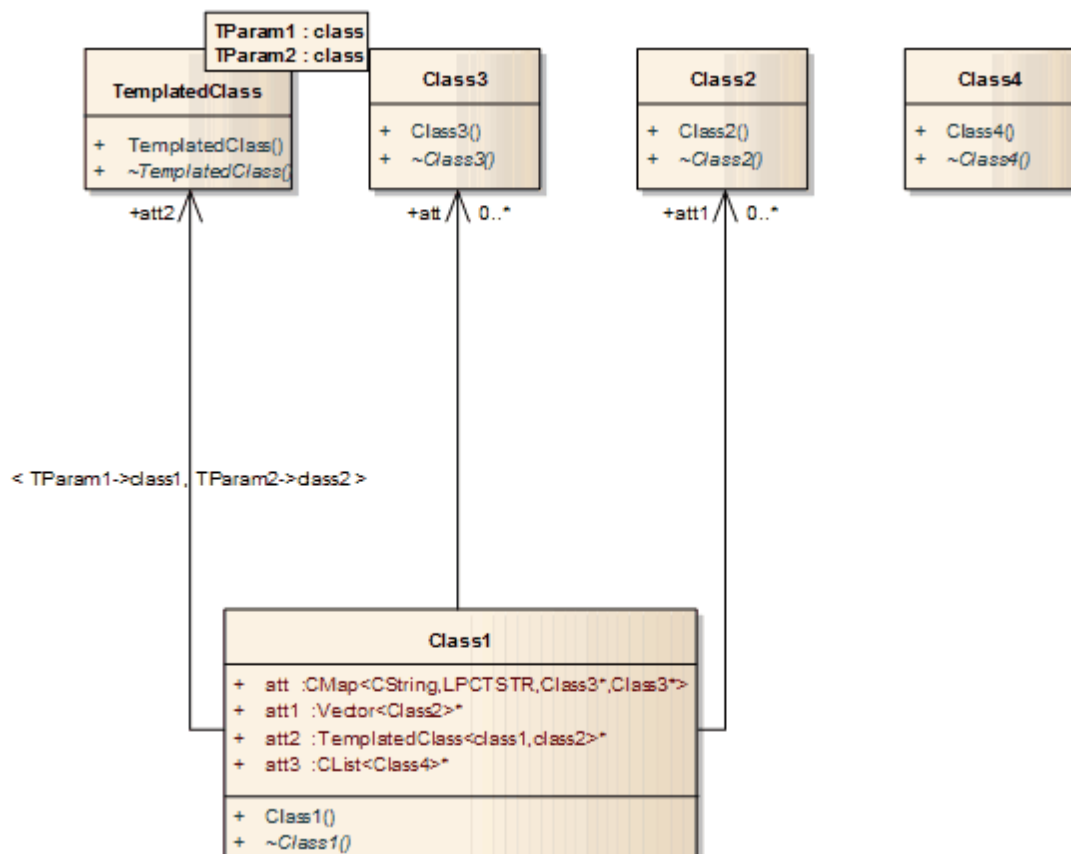 TParam1 : class
TParam2 : class
TemplatedClass
+ TemplatedClass()
+ ~TemplatedClass()
Class3
+ Class3()
+ ~Class3()
Class2
+ Class2()
+ ~Class2()
Class4
+ Class4()
+ ~Class4()
+att2
+att 0..*
+att1 0..*
< TParam1->class1, TParam2->class2 >
Class1
+ att :CMap<CString,LPCTSTR,Class3*,Class3*>
+ att1 :Vector<Class2>*
+ att2 :TemplatedClass<class1,class2>*
+ att3 :CList<Class4>*
+ Class1()
+ ~Class1()